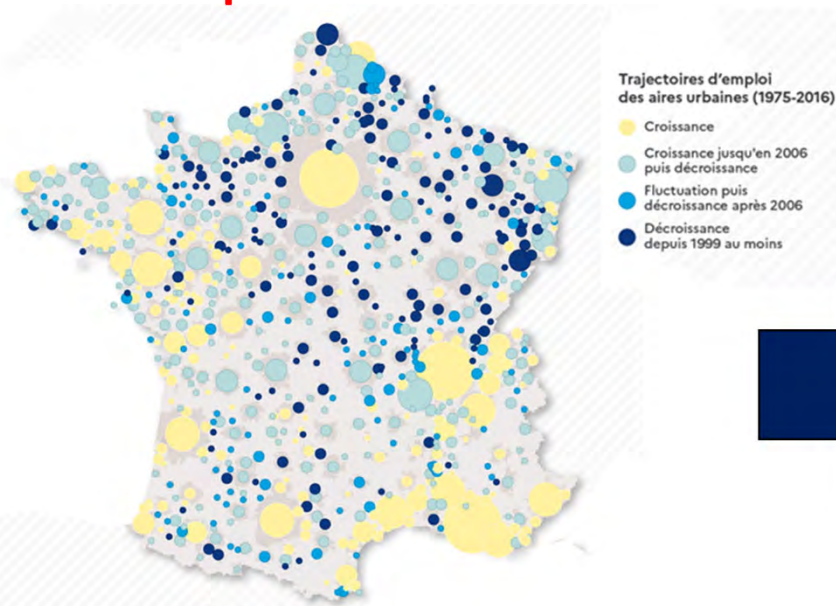 Trajectoires d'emploi
des aires urbaines (1975-2016)
Croissance
Croissance jusqu'en 2006
puis décroissance
Fluctuation puis
décroissance après 2006
Décroissance
depuis 1999 au moins